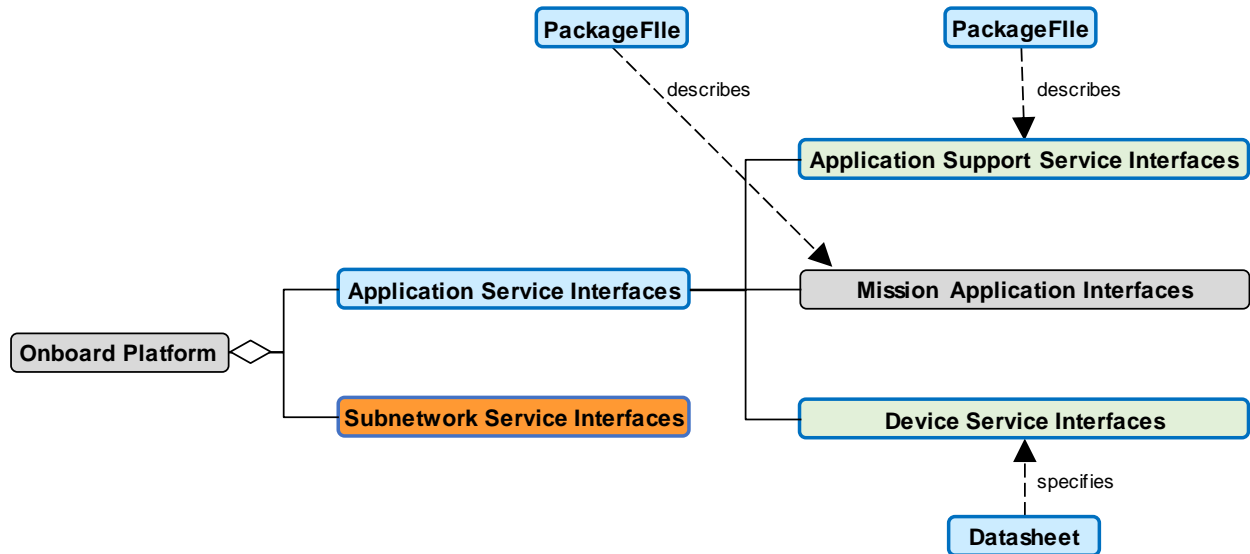 PackageFIle
PackageFIle
describes
describes
Application Support Service Interfaces
Application Service Interfaces
Mission Application Interfaces
Onboard Platform
Subnetwork Service Interfaces
Device Service Interfaces
specifies
Datasheet